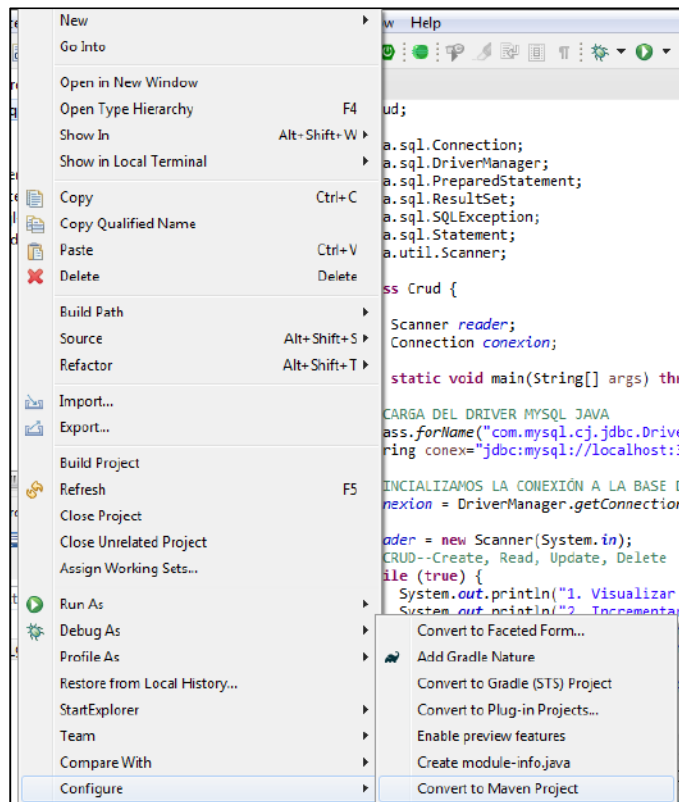 New
Help
Go Into
Open in New Window
Open Type Hierarchy F4
ud;
Show In Alt+Shift+W
a.sql.Connection;
Show in Local Terminal
a.sql.DriverManager;
a.sql.PreparedStatement;
Copy Ctrl+C
a.sql.ResultSet;
Copy Qualified Name
a.sql.SQLException;
a.sql.Statement;
Paste Ctrl+V
a.util.Scanner;
Delete Delete
ss Crud {
Build Path
Scanner reader;
Source Alt+Shift+S
Connection conexion;
Refactor Alt+Shift+T
static void main(String[] args) thr
Import...
CARGA DEL DRIVER MYSQL JAVA
Export...
ass.forName("com.mysql.cj.jdbc.Drive
ring conex="jdbc:mysql://localhost:3
Build Project
Refresh F5
INCIALIZAMOS LA CONEXIÓN A LA BASE D
nexion = DriverManager.getConnection
Close Project
Close Unrelated Project
ader = new Scanner(System.in);
CRUD--Create, Read, Update, Delete
Assign Working Sets...
ile (true) {
Run As
System.out.println("1. Visualizar
System.out.println("2. Incrementar
Debug As
Convert to Faceted Form...
Profile As
Add Gradle Nature
Restore from Local History...
Convert to Gradle (STS) Project
StartExplorer
Convert to Plug-in Projects...
Team
Enable preview features
Compare With
Create module-info.java
Configure
Convert to Maven Project